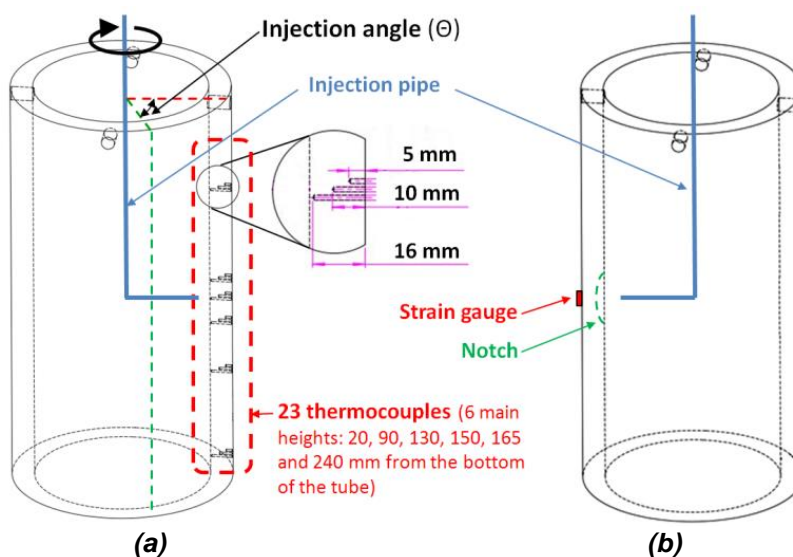 Injection angle (Θ)
Injection pipe
5 mm
10 mm
16 mm
Strain gauge
Notch
23 thermocouples (6 main
heights: 20, 90, 130, 150, 165
and 240 mm from the bottom
of the tube)
(a)
(b)